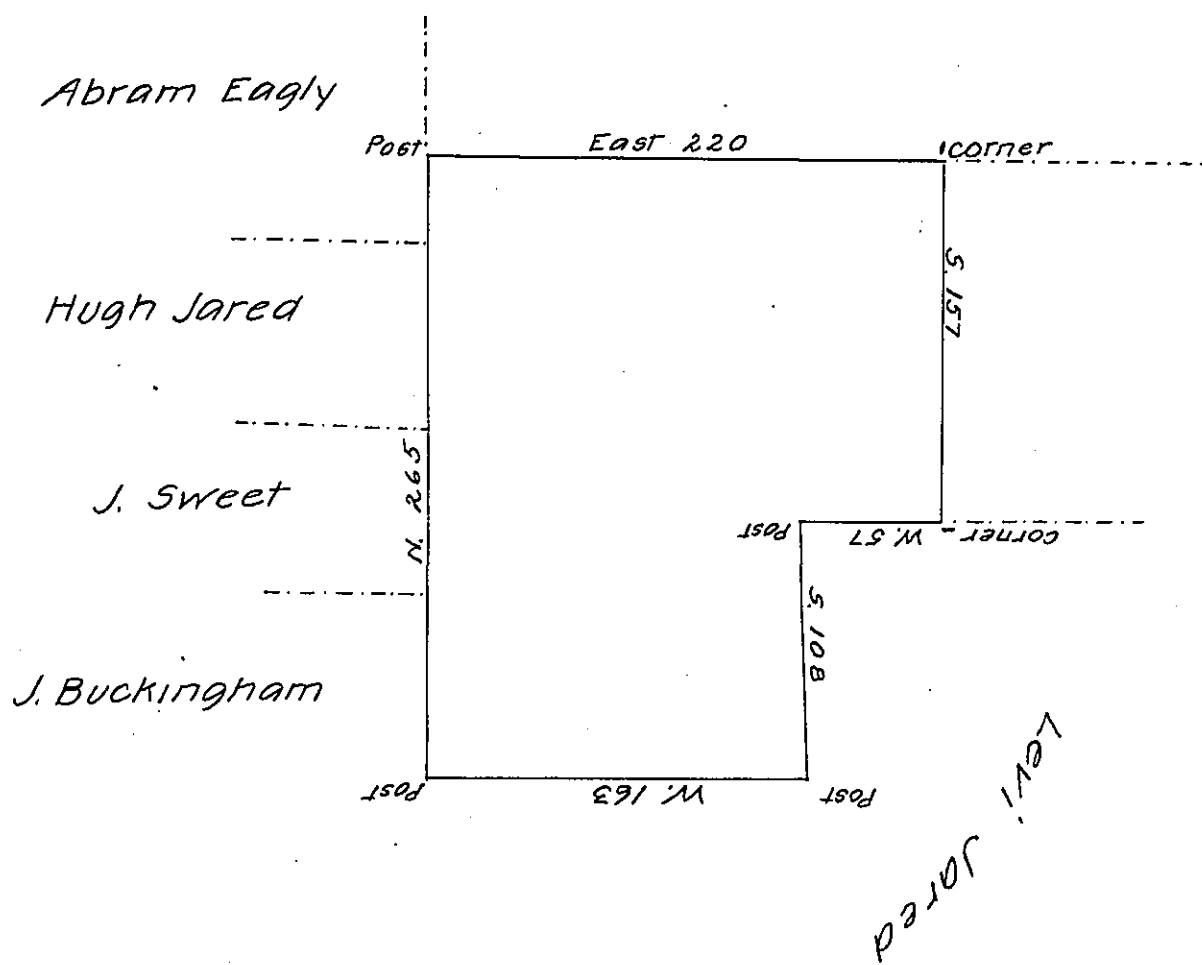 Abram Eagly
Post
East 220
corner
Hugh Jared
S. 157
J. Sweet
N. 265
Post
W. 57
corner
S. 108
J. Buckingham
Post
W. 163
Post
Levi Jared